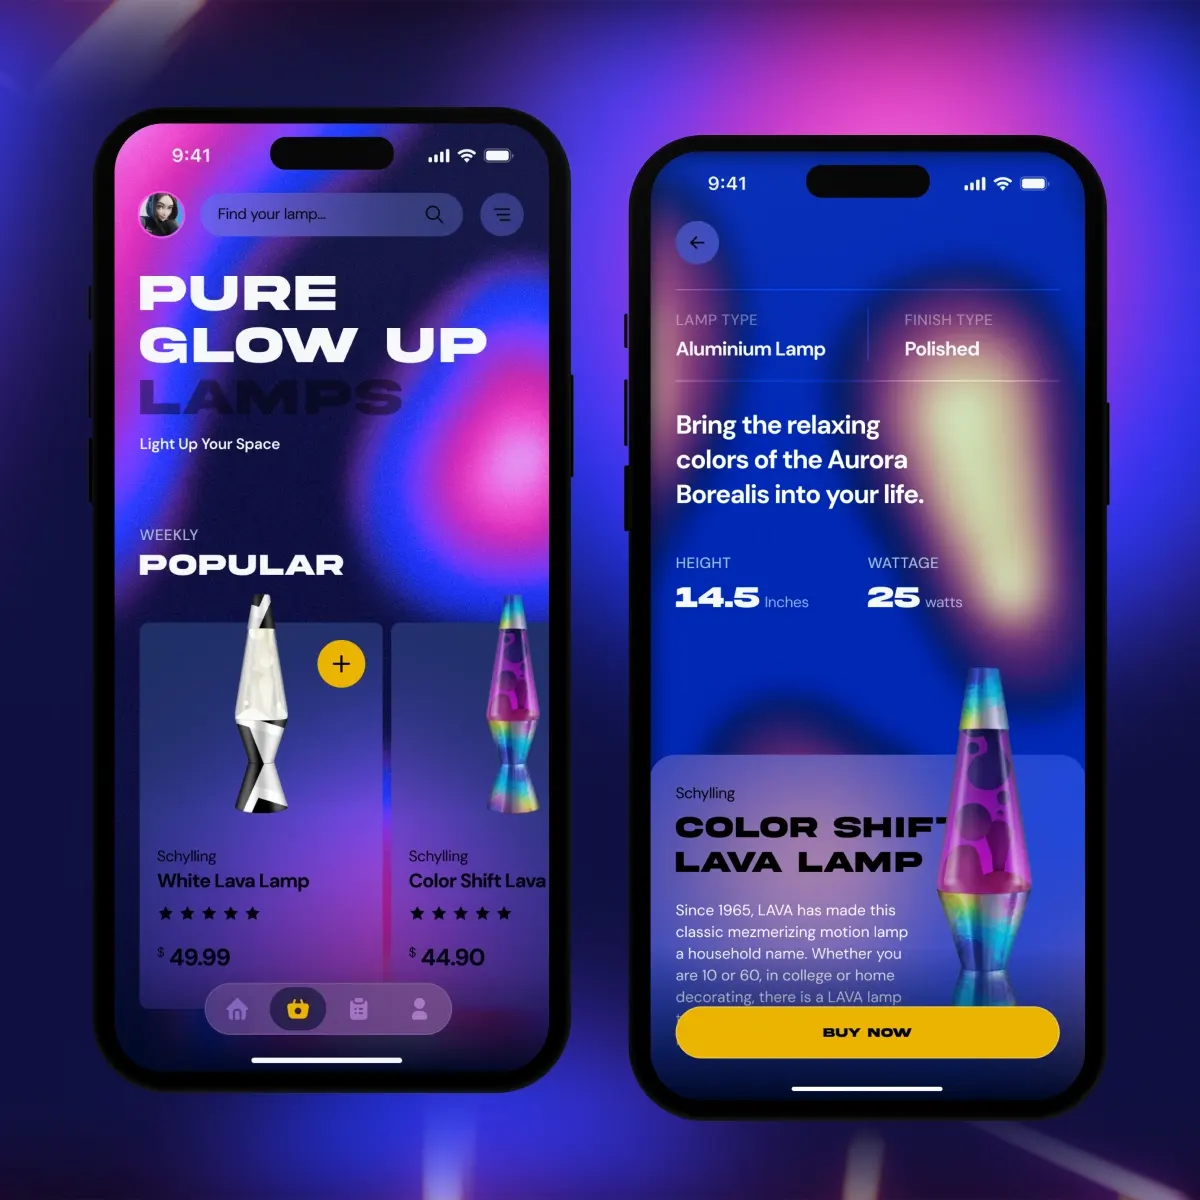 9:41
Find your lamp...
PURE
GLOW UP
LAMPS
Light Up Your Space
WEEKLY
POPULAR
Schylling
White Lava Lamp
$ 49.99
Schylling
Color Shift Lava
$ 44.90
9:41
LAMP TYPE
Aluminium Lamp
FINISH TYPE
Polished
Bring the relaxing
colors of the Aurora
Borealis into your life.
HEIGHT
14.5 Inches
WATTAGE
25 watts
Schylling
COLOR SHIFT
LAVA LAMP
Since 1965, LAVA has made this
classic mezmerizing motion lamp
a household name. Whether you
are 10 or 60, in college or home
decorating, there is a LAVA lamp
BUY NOW